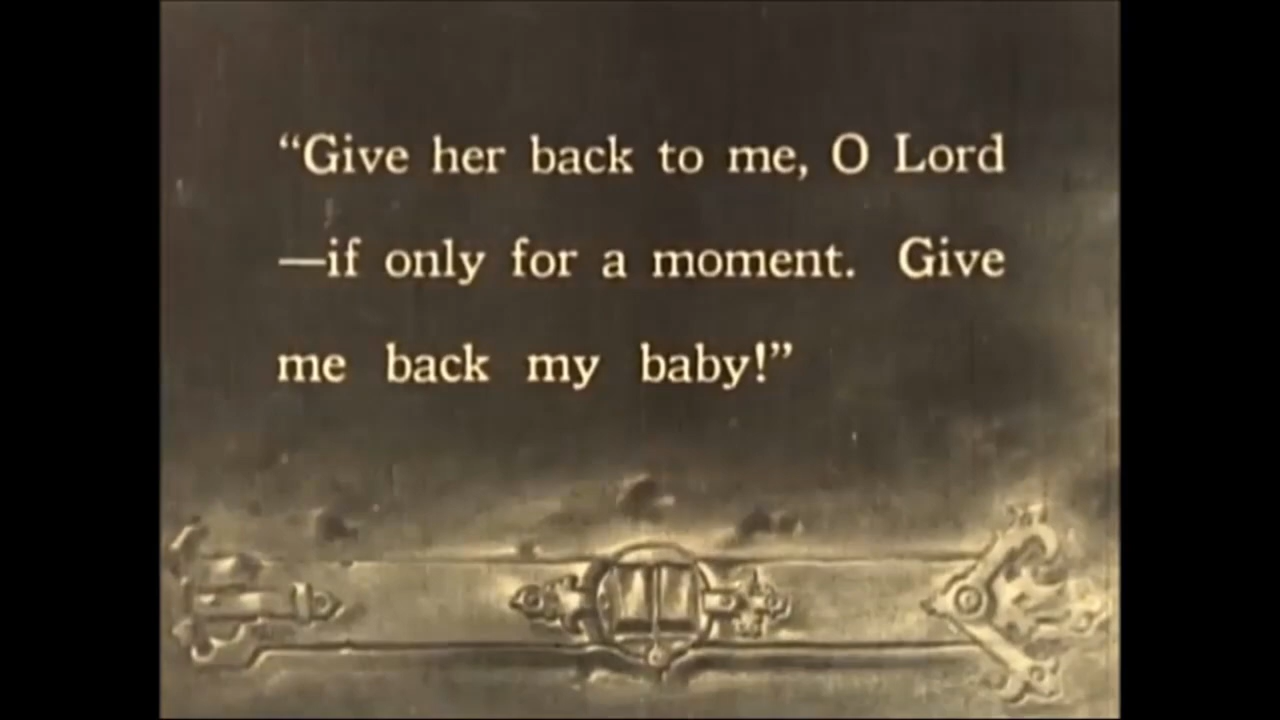 “Give her back to me, O Lord
—if only for a moment. Give
me back my baby!”